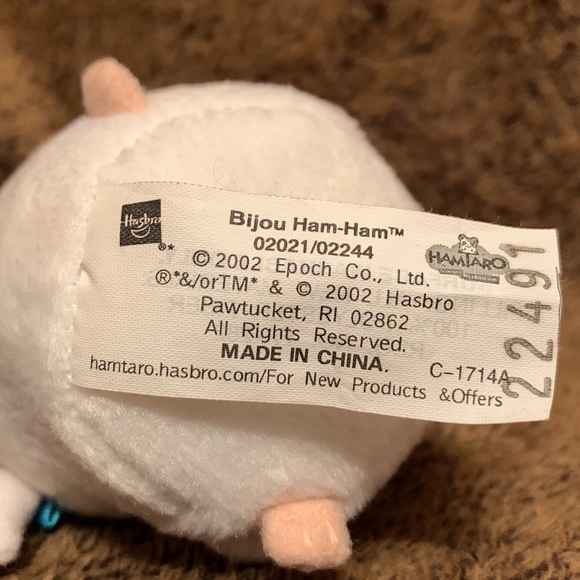 Hasbro
®*
Bijou Ham-Ham™
02021/02244
© 2002 Epoch Co., Ltd.
®*&/orTM* & © 2002 Hasbro
Pawtucket, RI 02862
All Rights Reserved.
MADE IN CHINA.
C-1714A
hamtaro.hasbro.com/For New Products &Offers
HAMTARO
22491